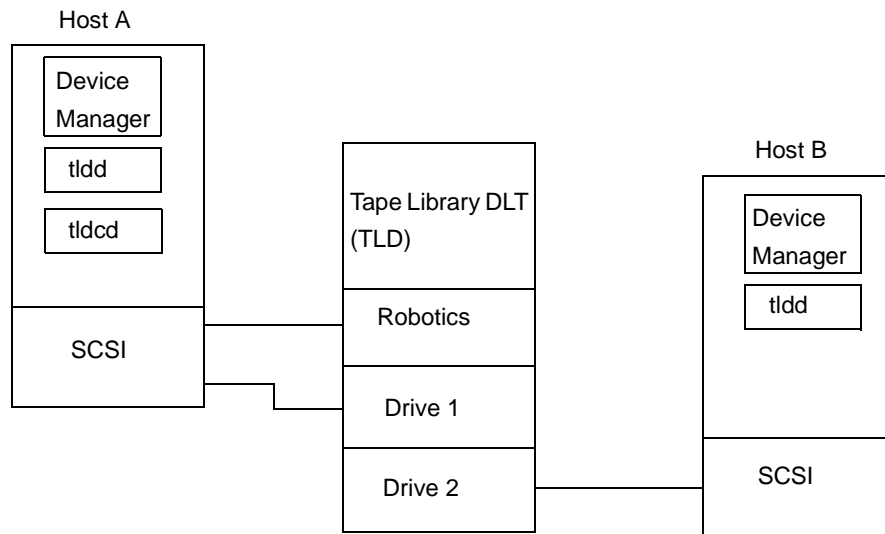 Host A
Device
Manager
tldd
tldcd
SCSI
Tape Library DLT
(TLD)
Robotics
Drive 1
Drive 2
Host B
Device
Manager
tldd
SCSI